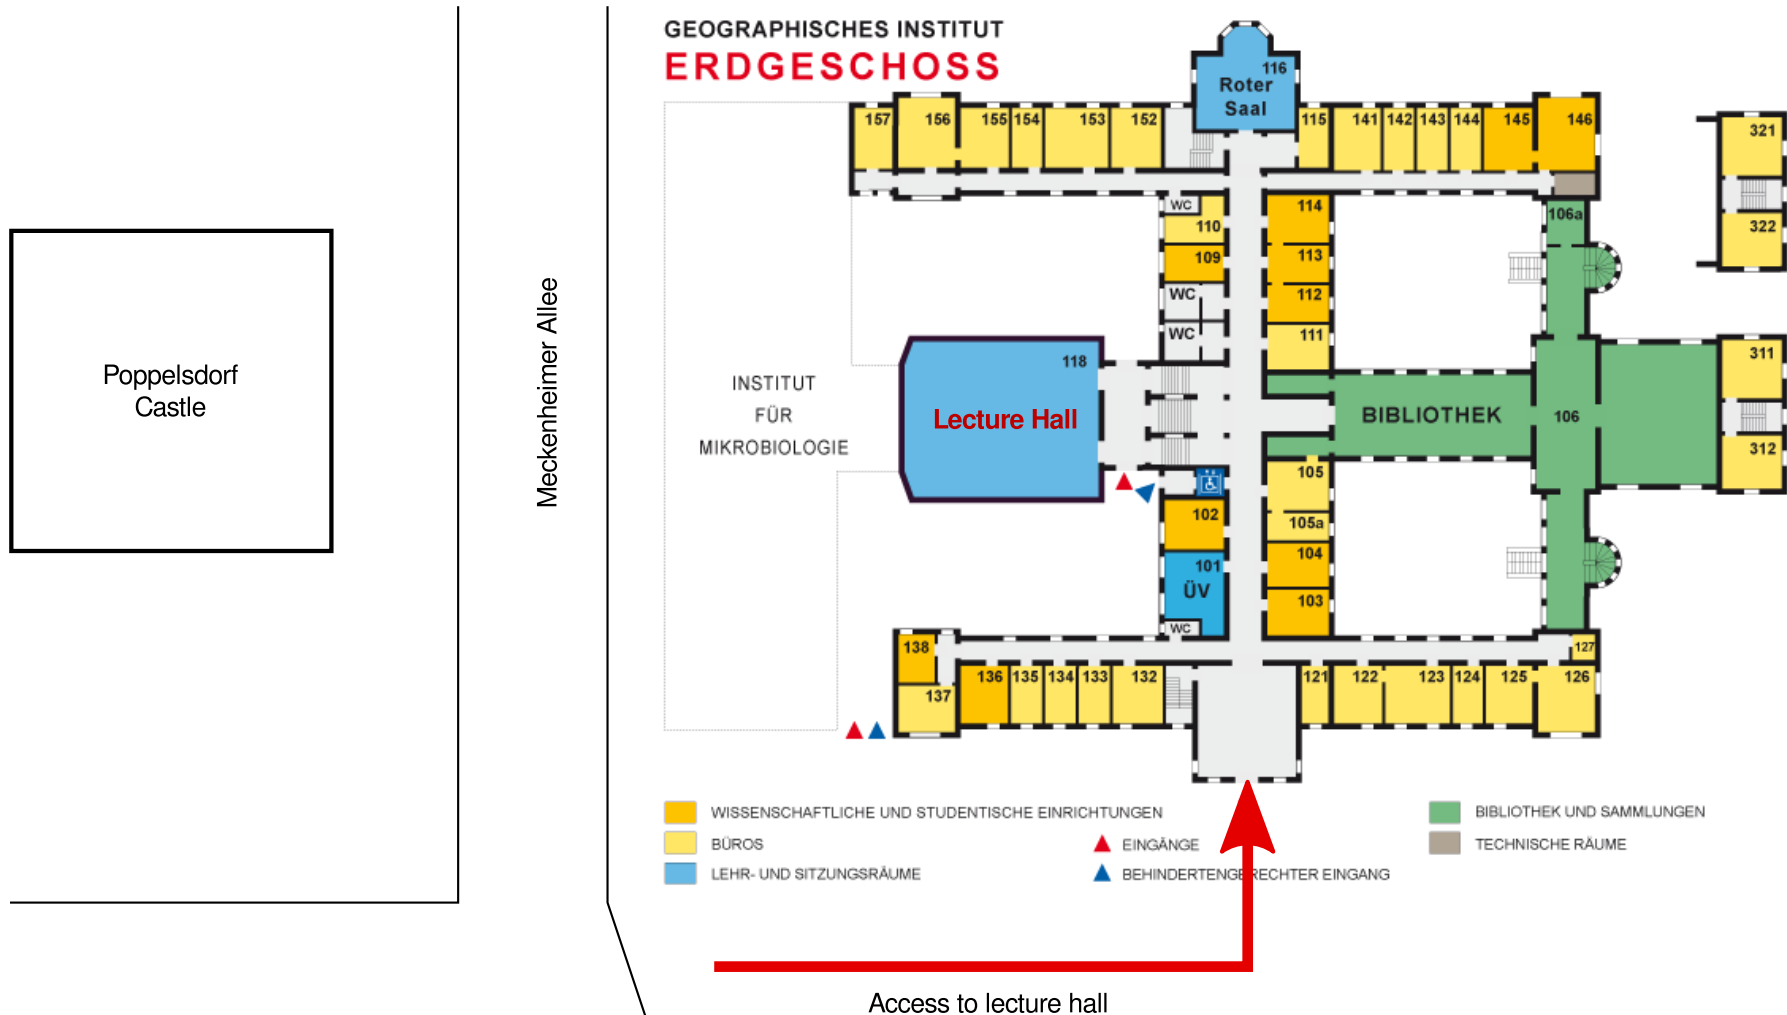 GEOGRAPHISCHES INSTITUT
ERDGESCHOSS
116
Roter
Saal
157
156
155
154
153
152
115
141
142
143
144
145
146
321
322
WC
110
109
WC
WC
114
113
112
111
106a
Poppelsdorf
Castle
Meckenheimer Allee
INSTITUT
FÜR
MIKROBIOLOGIE
118
Lecture Hall
BIBLIOTHEK
106
311
312
105
105a
104
103
102
101
ÜV
WC
138
137
136
135
134
133
132
121
122
123
124
125
126
127
WISSENSCHAFTLICHE UND STUDENTISCHE EINRICHTUNGEN
BÜROS
LEHR- UND SITZUNGSRÄUME
EINGÄNGE
BEHINDERTENGERECHTER EINGANG
BIBLIOTHEK UND SAMMLUNGEN
TECHNISCHE RÄUME
Access to lecture hall